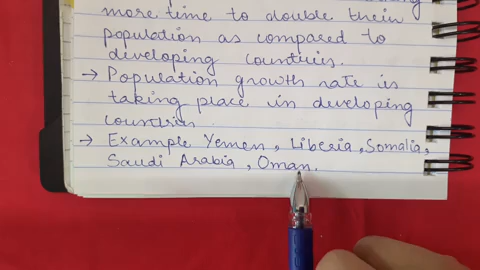 more time to double their
population as compared to
developing countries.
→ Population growth rate is
taking place in developing
countries.
→ Example Yemen, Liberia, Somalia,
Saudi Arabia, Oman.